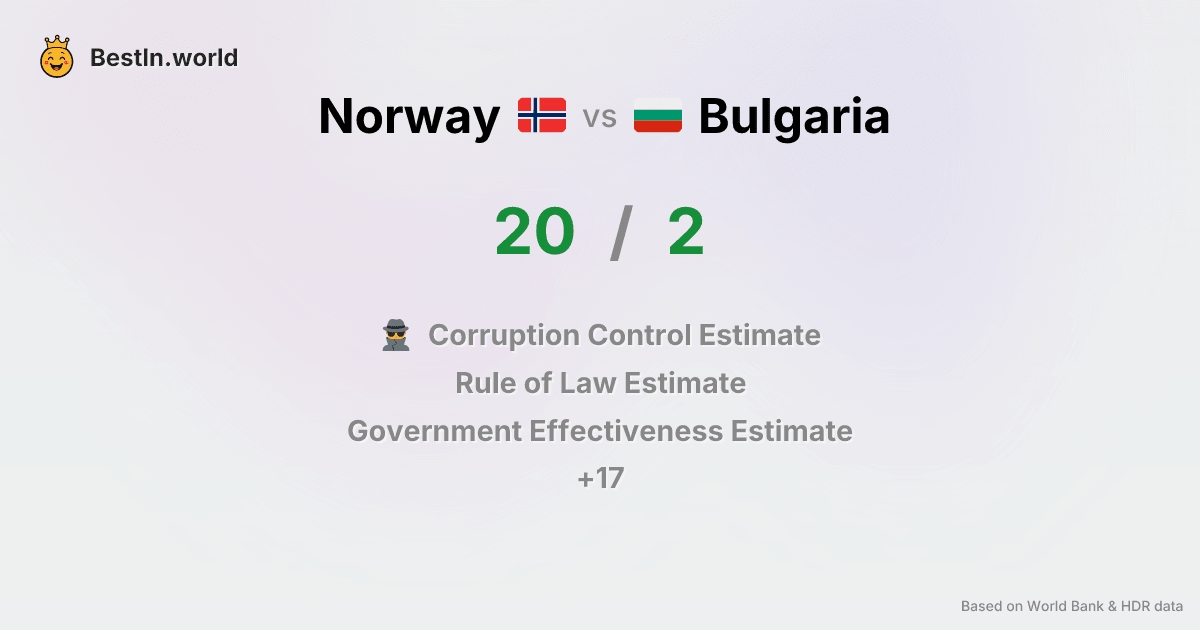 BestIn.world
Norway vs Bulgaria
20 / 2
Corruption Control Estimate
Rule of Law Estimate
Government Effectiveness Estimate
+17
Based on World Bank & HDR data